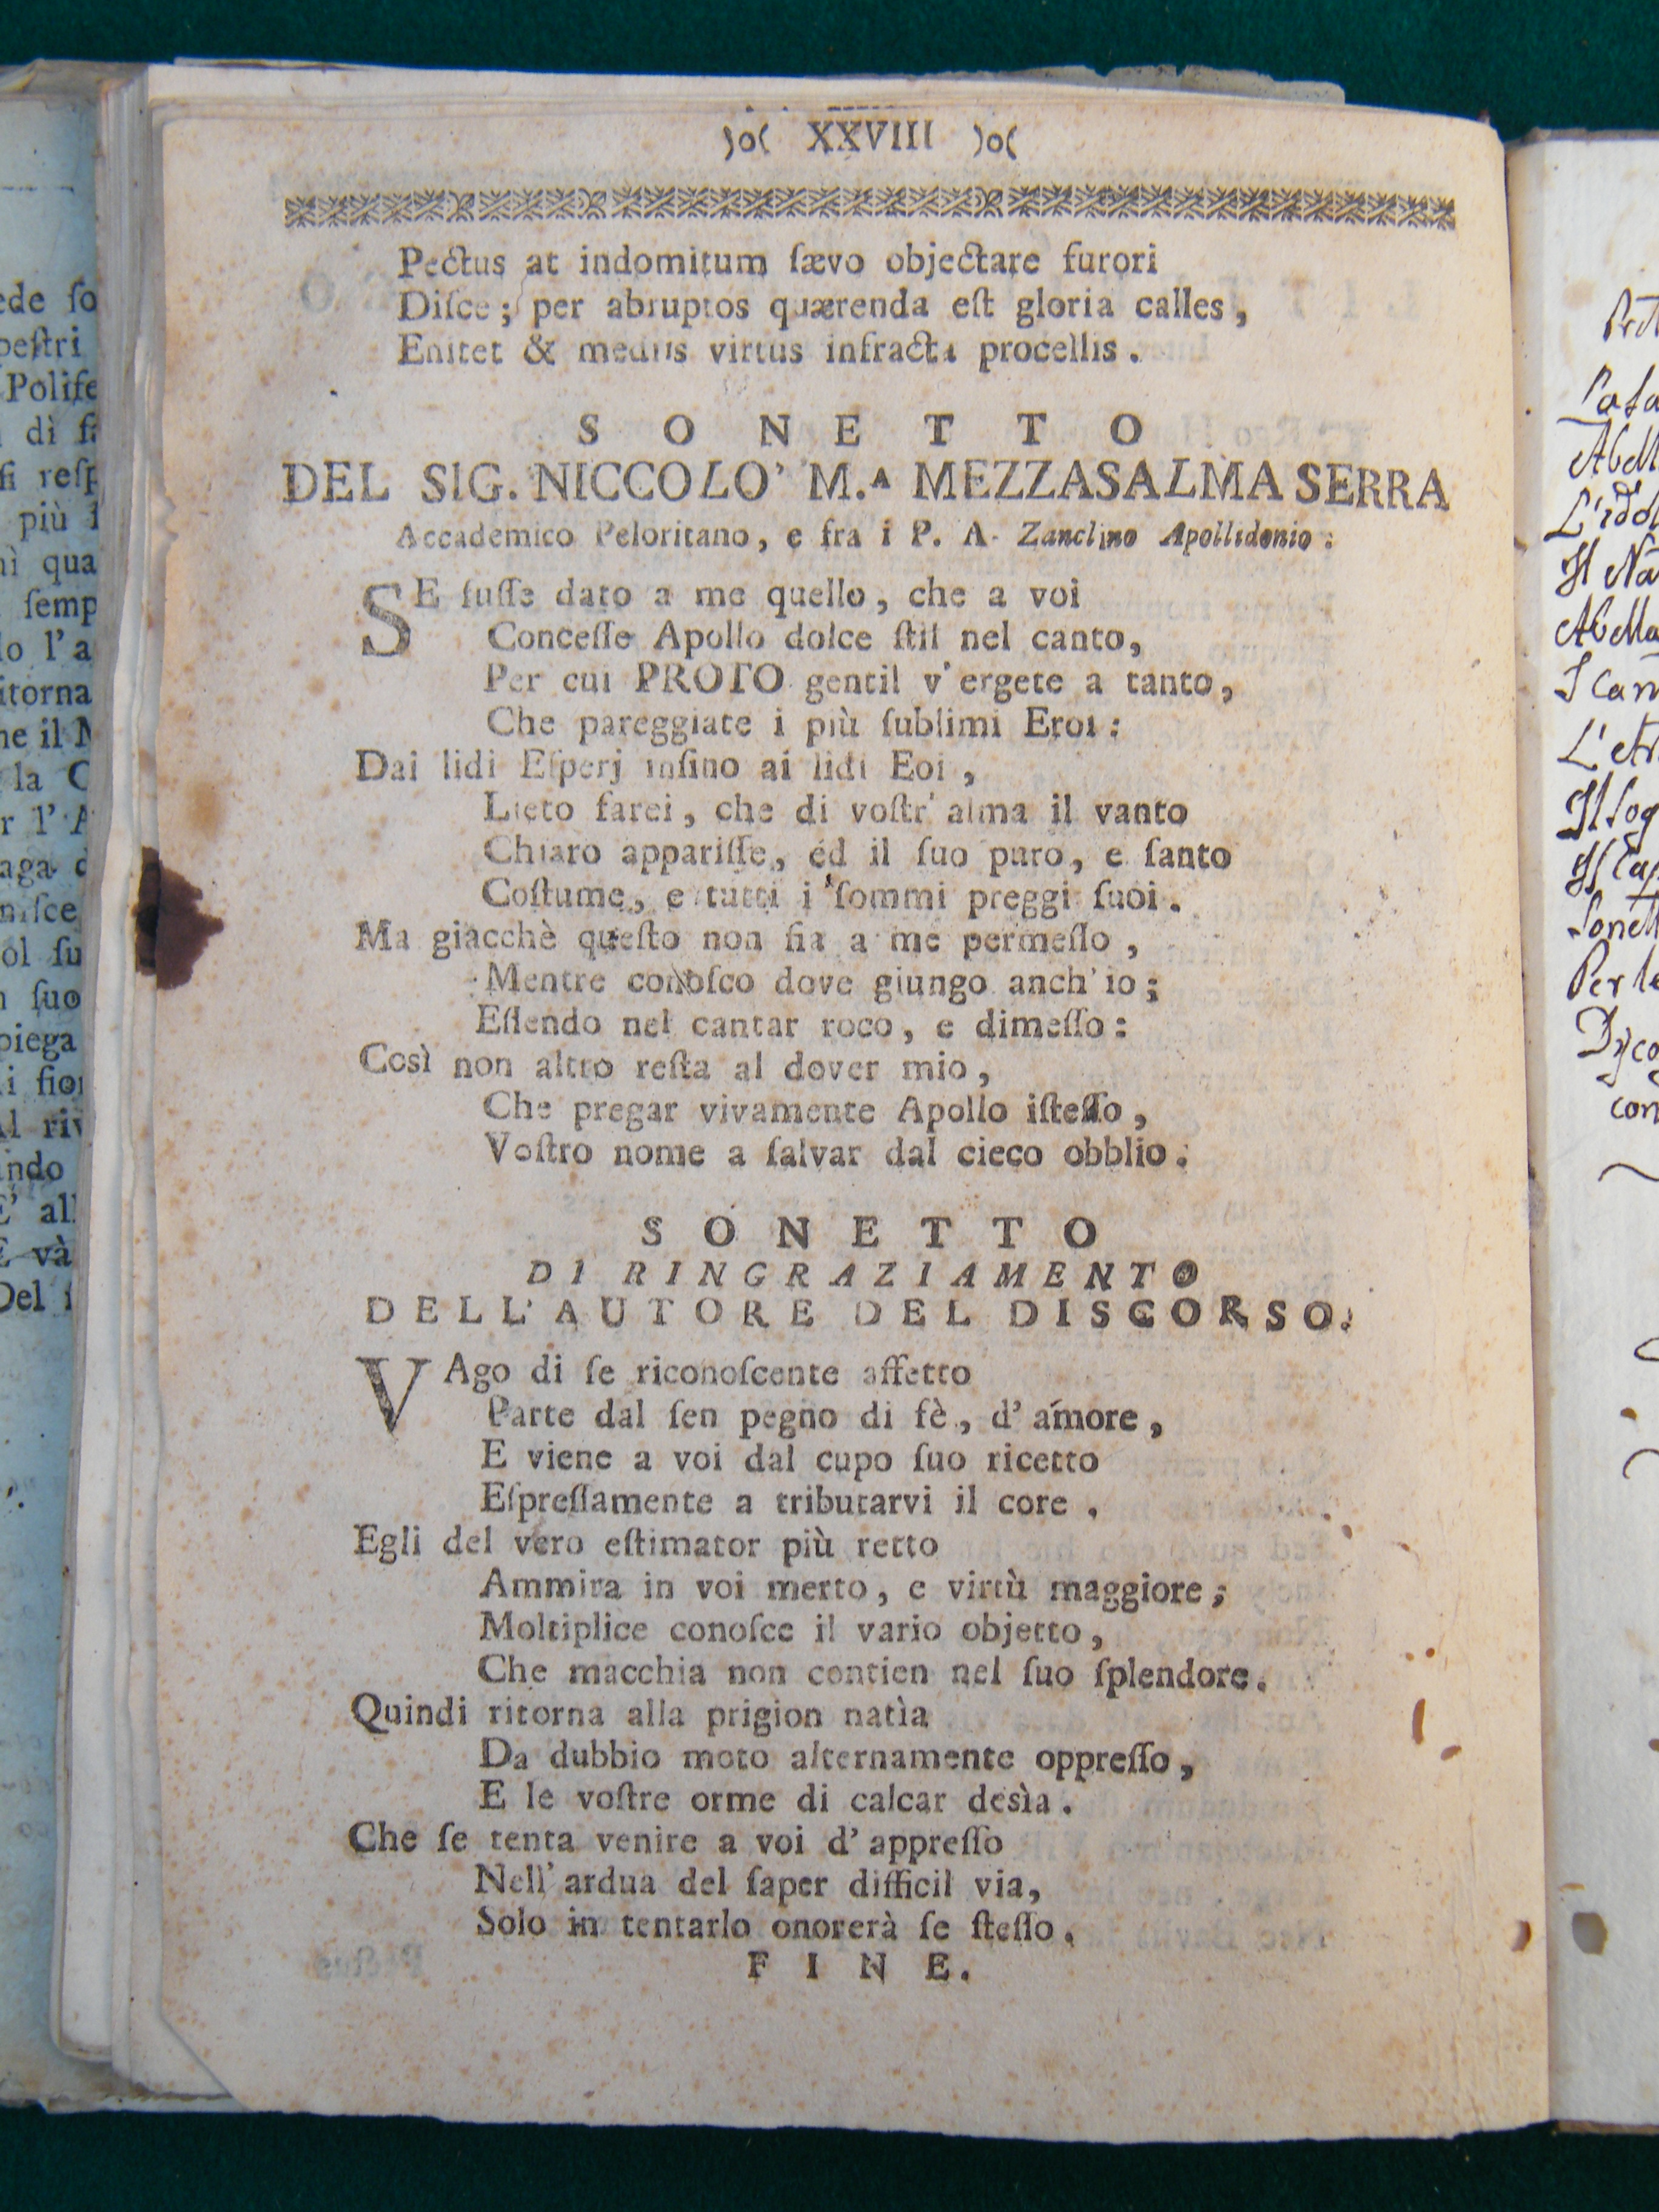 )o( XXVIII )o(
Pectus at indomitum ſævo objectare furori
Diſce; per abruptos quærenda eſt gloria calles,
Enitet & mediis virtus infracta procellis.
SONETTO
DEL SIG. NICCOLO' M.A MEZZASALMA SERRA
Accademico Peloritano, e fra i P. A. Zanclino Apollidonio:
SE fuſſe dato a me quello, che a voi
Conceſſe Apollo dolce ſtil nel canto,
Per cui PROTO gentil v'ergete a tanto,
Che pareggiate i più ſublimi Eroi:
Dai lidi Eſperj inſino ai lidi Eoi,
Lieto farei, che di voſtr'alma il vanto
Chiaro appariſſe, ed il ſuo puro, e ſanto
Coſtume, e tutti i ſommi preggi ſuoi.
Ma giacchè queſto non ſia a me permeſſo,
Mentre conoſco dove giungo anch'io;
Eſſendo nel cantar roco, e dimeſſo:
Così non altro reſta al dover mio,
Che pregar vivamente Apollo iſteſſo,
Voſtro nome a ſalvar dal cieco obblio.
SONETTO
DI RINGRAZIAMENTO
DELL'AUTORE DEL DISCORSO.
VAgo di ſe riconoſcente affetto
Parte dal ſen pegno di fè, d'amore,
E viene a voi dal cupo ſuo ricetto
Eſpreſſamente a tributarvi il core.
Egli del vero eſtimator più retto
Ammira in voi merto, e virtù maggiore;
Moltiplice conoſce il vario objetto,
Che macchia non contien nel ſuo ſplendore.
Quindi ritorna alla prigion natìa
Da dubbio moto alternamente oppreſſo,
E le voſtre orme di calcar desìa.
Che ſe tenta venire a voi d'appreſſo
Nell'ardua del ſaper difficil via,
Solo in tentarlo onorerà ſe ſteſſo.
FINE.